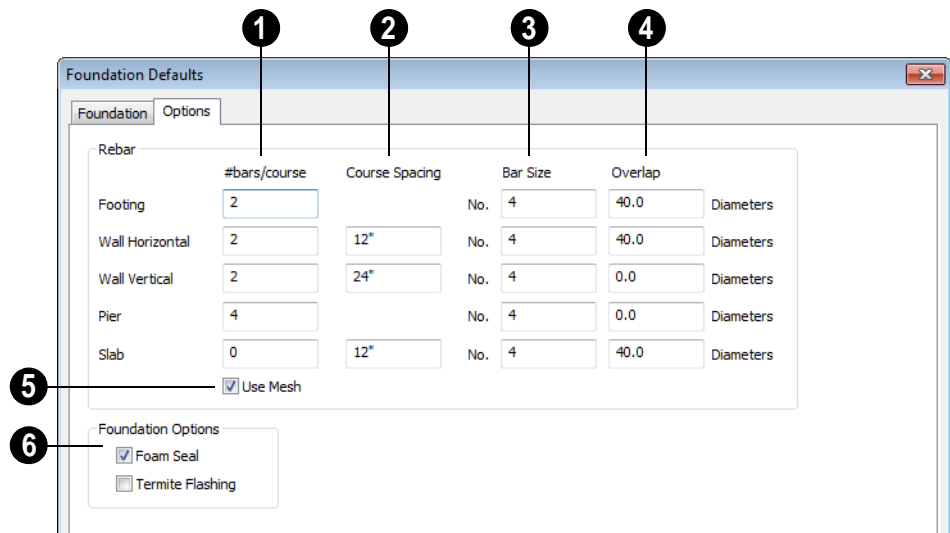 1 2 3 4
Foundation Defaults
Foundation Options
Rebar
#bars/course Course Spacing Bar Size Overlap
Footing 2 No. 4 40.0 Diameters
Wall Horizontal 2 12" No. 4 40.0 Diameters
Wall Vertical 2 24" No. 4 0.0 Diameters
Pier 4 No. 4 0.0 Diameters
Slab 0 12" No. 4 40.0 Diameters
5 Use Mesh
Foundation Options
6 Foam Seal
Termite Flashing